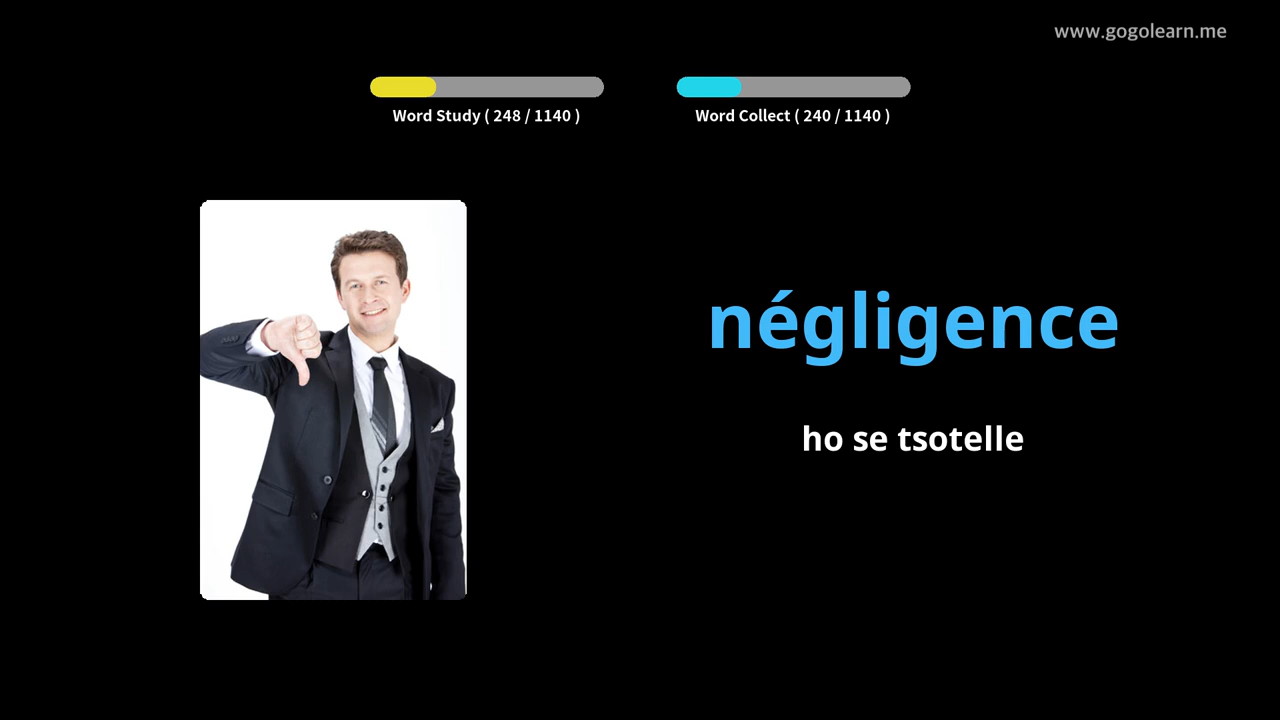 www.gogolearn.me
Word Study ( 248 / 1140 )
Word Collect ( 240 / 1140 )
négligence
ho se tsotelle